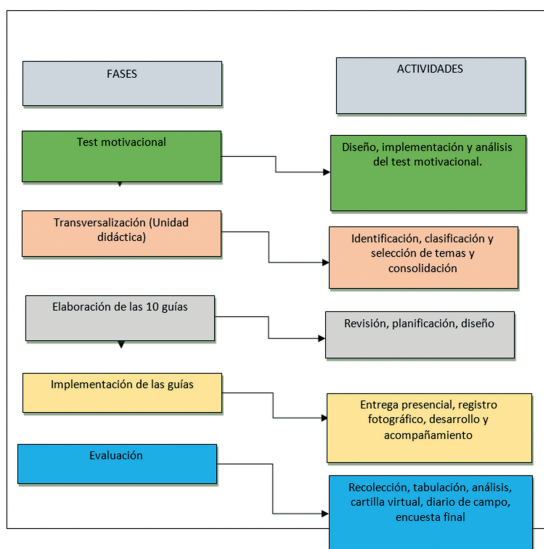 FASES
ACTIVIDADES
Test motivacional
Diseño, implementación y análisis
del test motivacional.
Transversalización (Unidad
didáctica)
Identificación, clasificación y
selección de temas y
consolidación
Elaboración de las 10 guías
Revisión, planificación, diseño
Implementación de las guías
Entrega presencial, registro
fotográfico, desarrollo y
acompañamiento
Evaluación
Recolección, tabulación, análisis,
cartilla virtual, diario de campo,
encuesta final